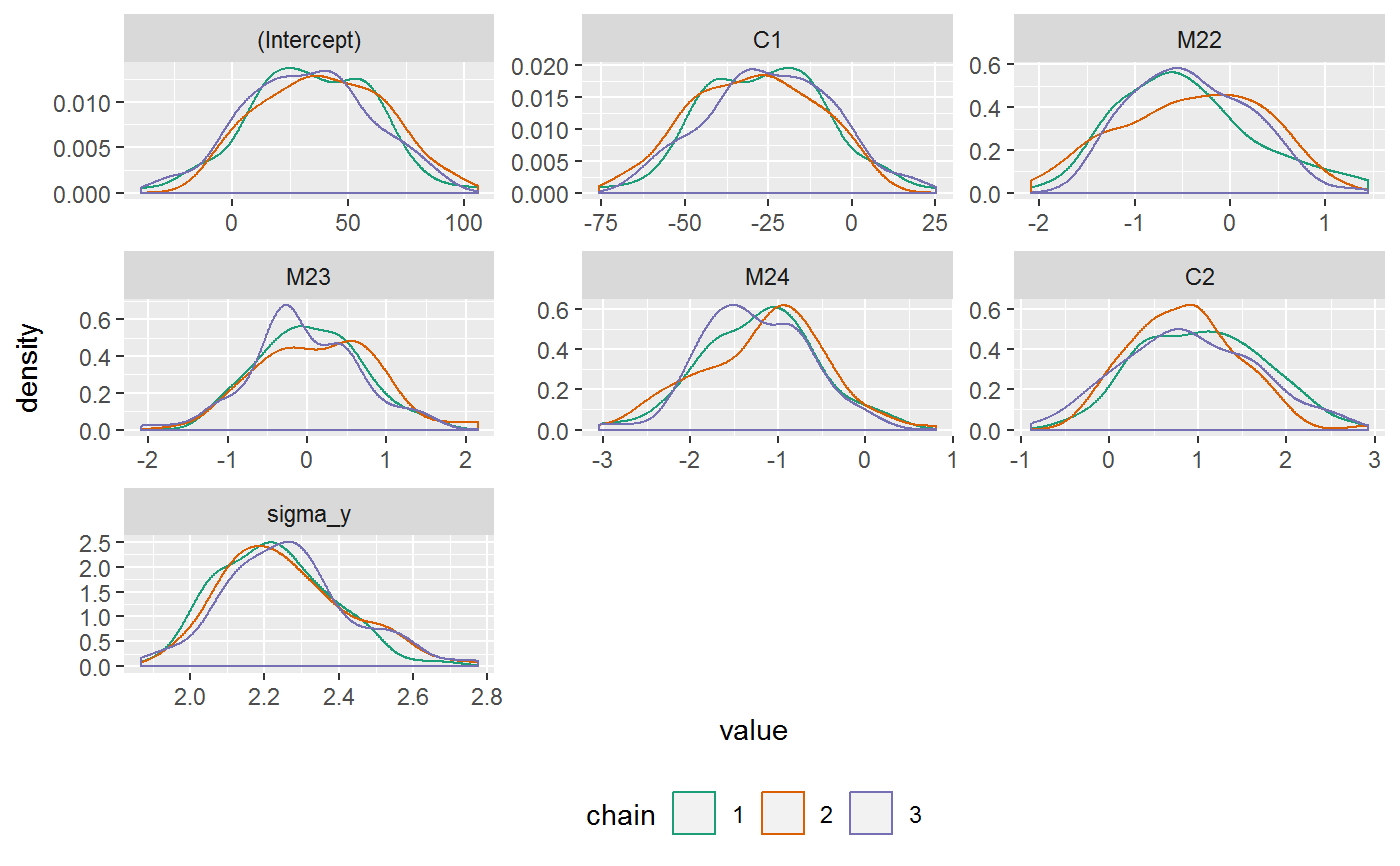 (Intercept) C1 M22
0.010 0.005 0.000
0.020 0.015 0.010 0.005 0.000
0.6 0.4 0.2 0.0
0 50 100
-75 -50 -25 0 25
-2 -1 0 1
M23 M24 C2
0.6 0.4 0.2 0.0
0.6 0.4 0.2 0.0
0.6 0.4 0.2 0.0
-2 -1 0 1 2
-3 -2 -1 0 1
-1 0 1 2 3
density
sigma_y
2.5 2.0 1.5 1.0 0.5 0.0
2.0 2.2 2.4 2.6 2.8
value
chain 1 2 3